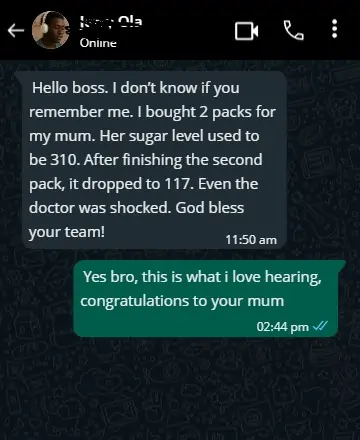 Ola
Online
Hello boss. I don't know if you
remember me. I bought 2 packs for
my mum. Her sugar level used to
be 310. After finishing the second
pack, it dropped to 117. Even the
doctor was shocked. God bless
your team!
11:50 am
Yes bro, this is what i love hearing,
congratulations to your mum
02:44 pm